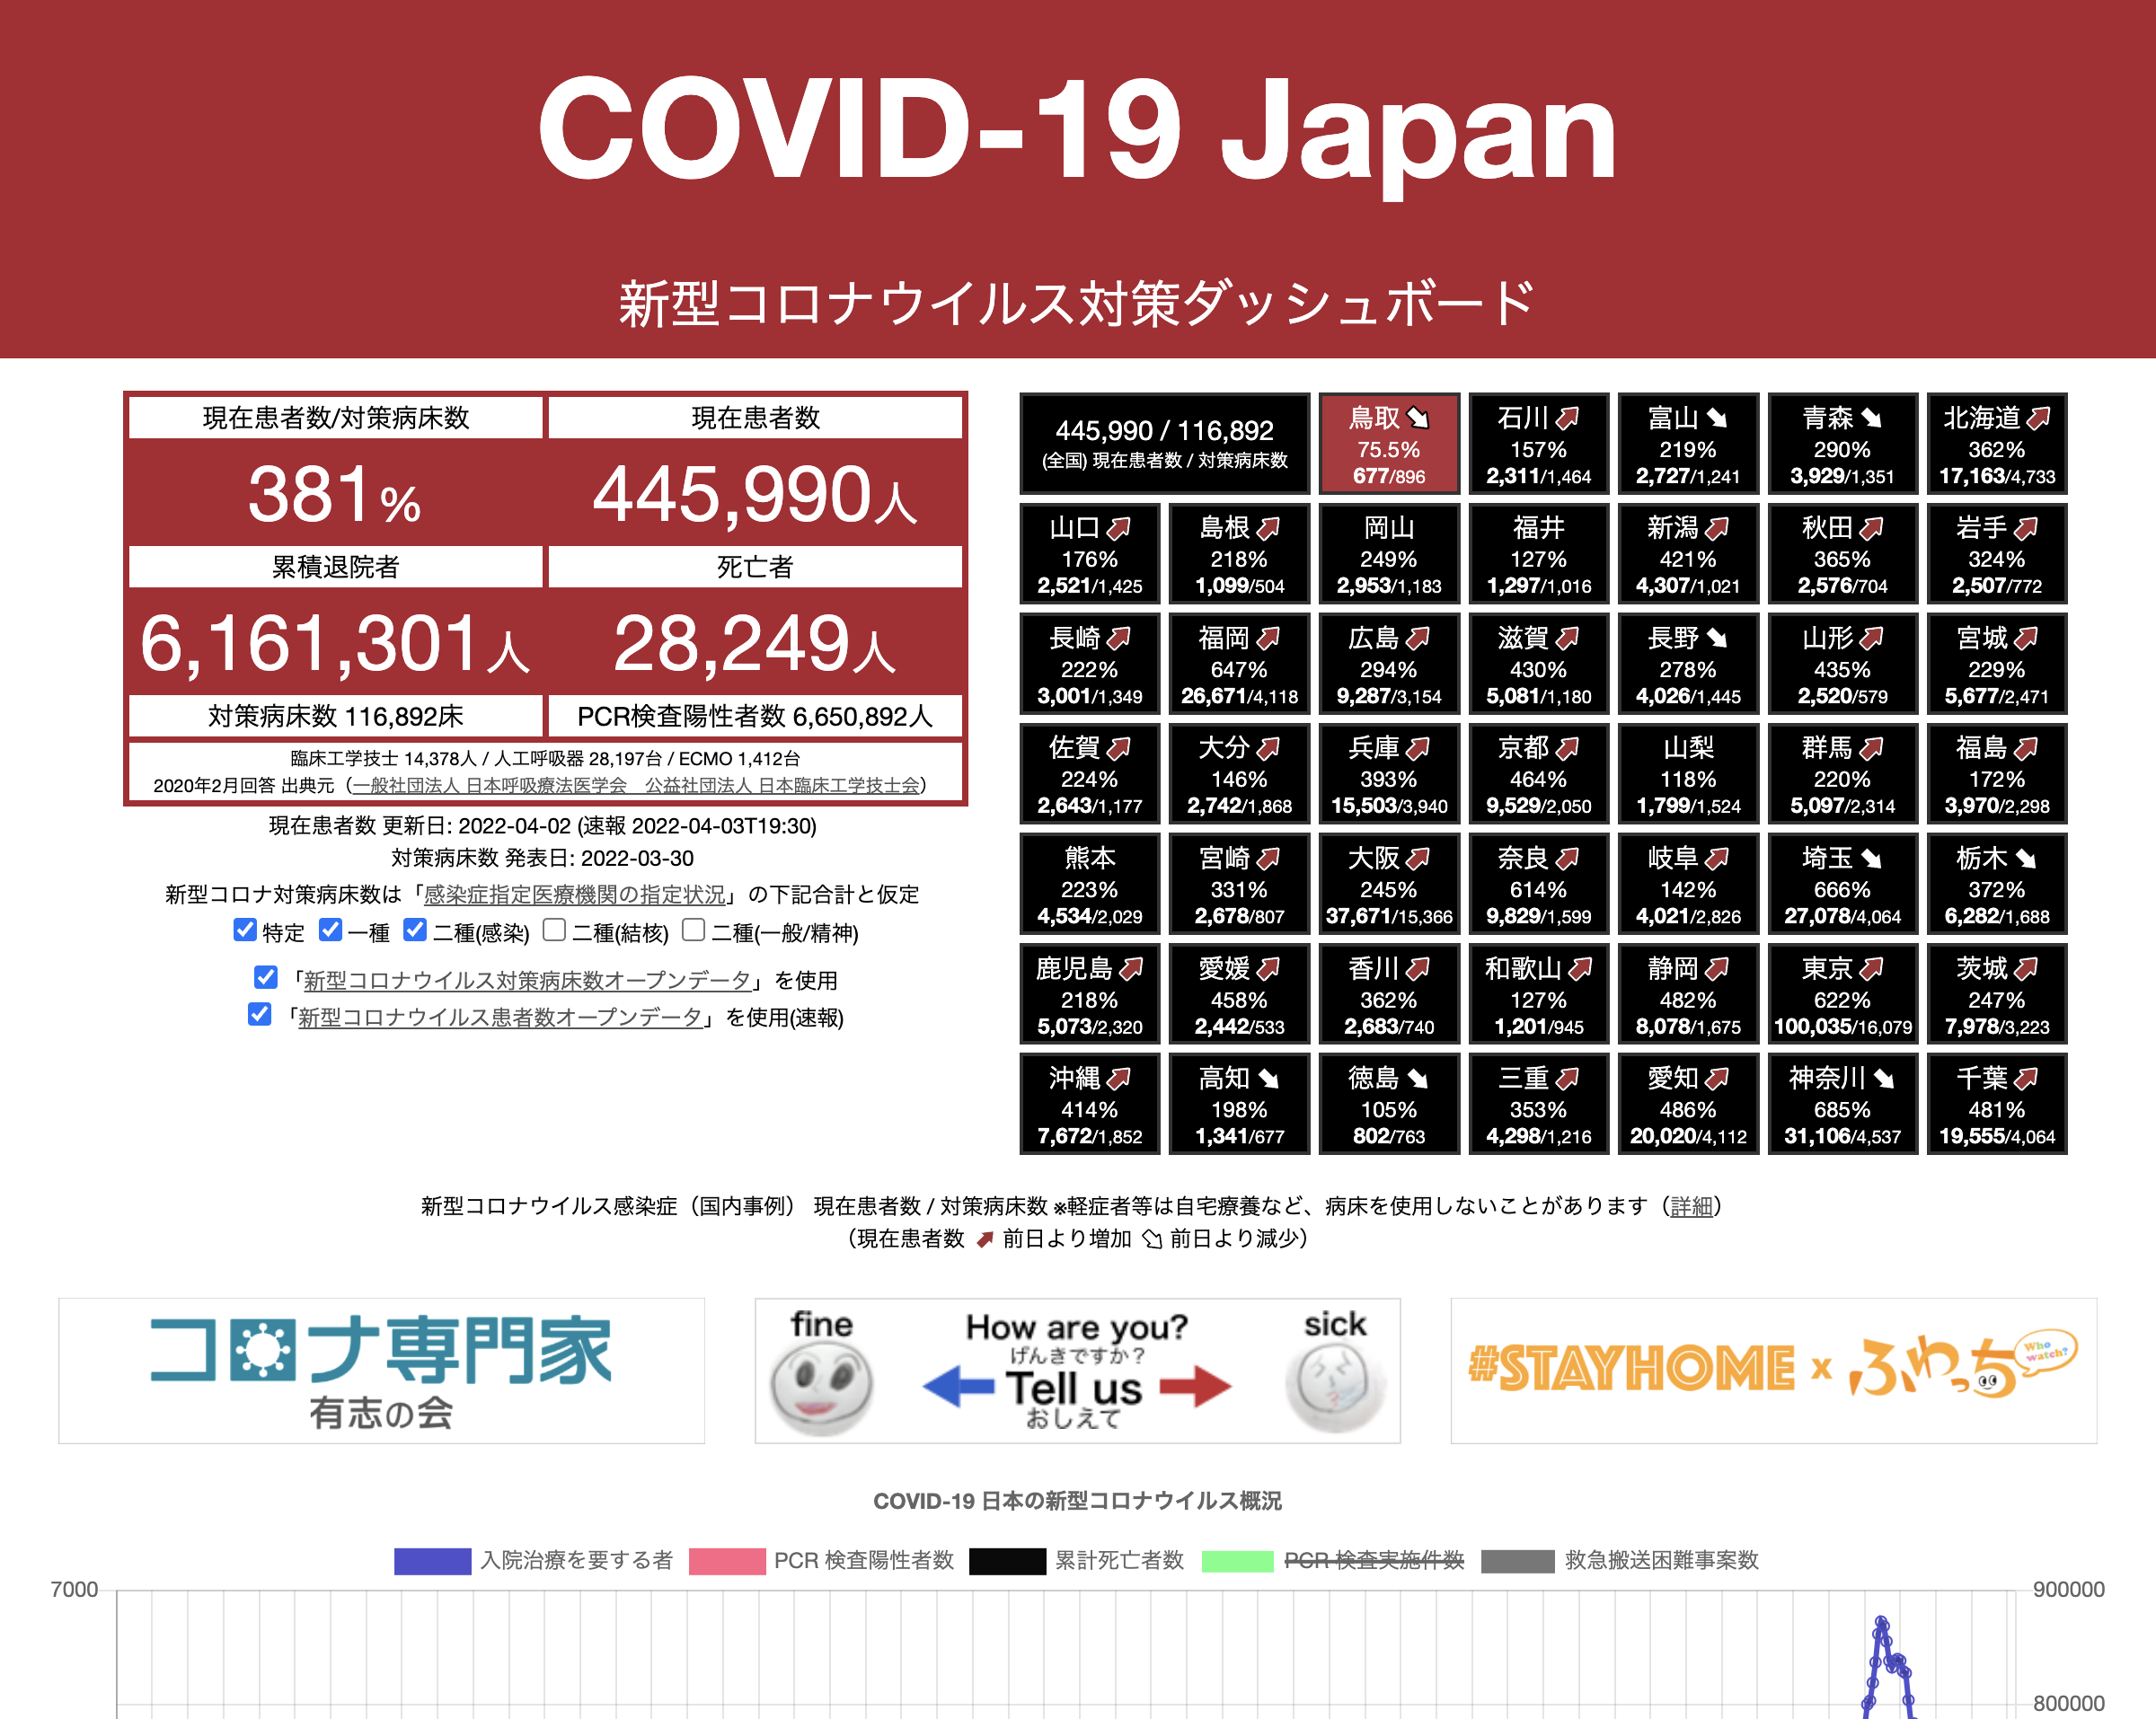 COVID-19 Japan
新型コロナウイルス対策ダッシュボード
現在患者数/対策病床数 現在患者数
381% 445,990人
累積退院者 死亡者
6,161,301人 28,249人
対策病床数 116,892床 PCR検査陽性者数 6,650,892人
臨床工学技士 14,378人 / 人工呼吸器 28,197台 / ECMO 1,412台
2020年2月回答 出典元（一般社団法人 日本呼吸療法医学会　公益社団法人 日本臨床工学技士会）
現在患者数 更新日: 2022-04-02 (速報 2022-04-03T19:30)
対策病床数 発表日: 2022-03-30
新型コロナ対策病床数は「感染症指定医療機関の指定状況」の下記合計と仮定
特定 一種 二種(感染) 二種(結核) 二種(一般/精神)
「新型コロナウイルス対策病床数オープンデータ」を使用
「新型コロナウイルス患者数オープンデータ」を使用(速報)
445,990 / 116,892
(全国) 現在患者数 / 対策病床数
鳥取
75.5%
677/896
石川
157%
2,311/1,464
富山
219%
2,727/1,241
青森
290%
3,929/1,351
北海道
362%
17,163/4,733
山口
176%
2,521/1,425
島根
218%
1,099/504
岡山
249%
2,953/1,183
福井
127%
1,297/1,016
新潟
421%
4,307/1,021
秋田
365%
2,576/704
岩手
324%
2,507/772
長崎
222%
3,001/1,349
福岡
647%
26,671/4,118
広島
294%
9,287/3,154
滋賀
430%
5,081/1,180
長野
278%
4,026/1,445
山形
435%
2,520/579
宮城
229%
5,677/2,471
佐賀
224%
2,643/1,177
大分
146%
2,742/1,868
兵庫
393%
15,503/3,940
京都
464%
9,529/2,050
山梨
118%
1,799/1,524
群馬
220%
5,097/2,314
福島
172%
3,970/2,298
熊本
223%
4,534/2,029
宮崎
331%
2,678/807
大阪
245%
37,671/15,366
奈良
614%
9,829/1,599
岐阜
142%
4,021/2,826
埼玉
666%
27,078/4,064
栃木
372%
6,282/1,688
鹿児島
218%
5,073/2,320
愛媛
458%
2,442/533
香川
362%
2,683/740
和歌山
127%
1,201/945
静岡
482%
8,078/1,675
東京
622%
100,035/16,079
茨城
247%
7,978/3,223
沖縄
414%
7,672/1,852
高知
198%
1,341/677
徳島
105%
802/763
三重
353%
4,298/1,216
愛知
486%
20,020/4,112
神奈川
685%
31,106/4,537
千葉
481%
19,555/4,064
新型コロナウイルス感染症（国内事例） 現在患者数 / 対策病床数 ※軽症者等は自宅療養など、病床を使用しないことがあります（詳細）
（現在患者数 前日より増加 前日より減少）
コロナ専門家
有志の会
fine How are you? sick
げんきですか？
Tell us
おしえて
#STAYHOME x ふわっち
Who watch?
COVID-19 日本の新型コロナウイルス概況
入院治療を要する者 PCR 検査陽性者数 累計死亡者数 PCR 検査実施件数 救急搬送困難事案数
7000 900000
800000